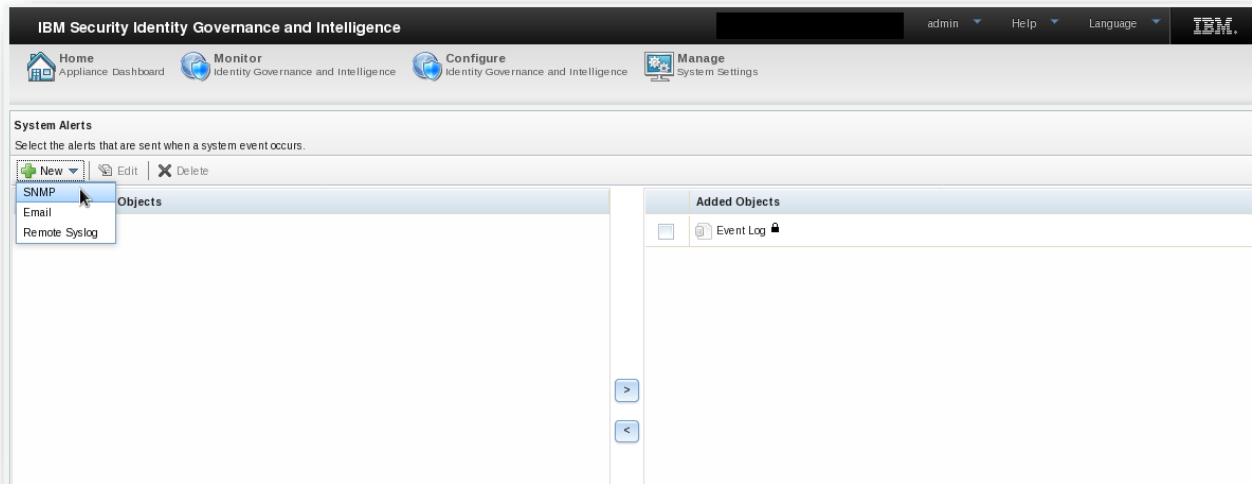 IBM Security Identity Governance and Intelligence
admin Help Language IBM.
Home
Appliance Dashboard
Monitor
Identity Governance and Intelligence
Configure
Identity Governance and Intelligence
Manage
System Settings
System Alerts
Select the alerts that are sent when a system event occurs.
New Edit Delete
SNMP
Email
Remote Syslog
Objects
Added Objects
Event Log
>
<